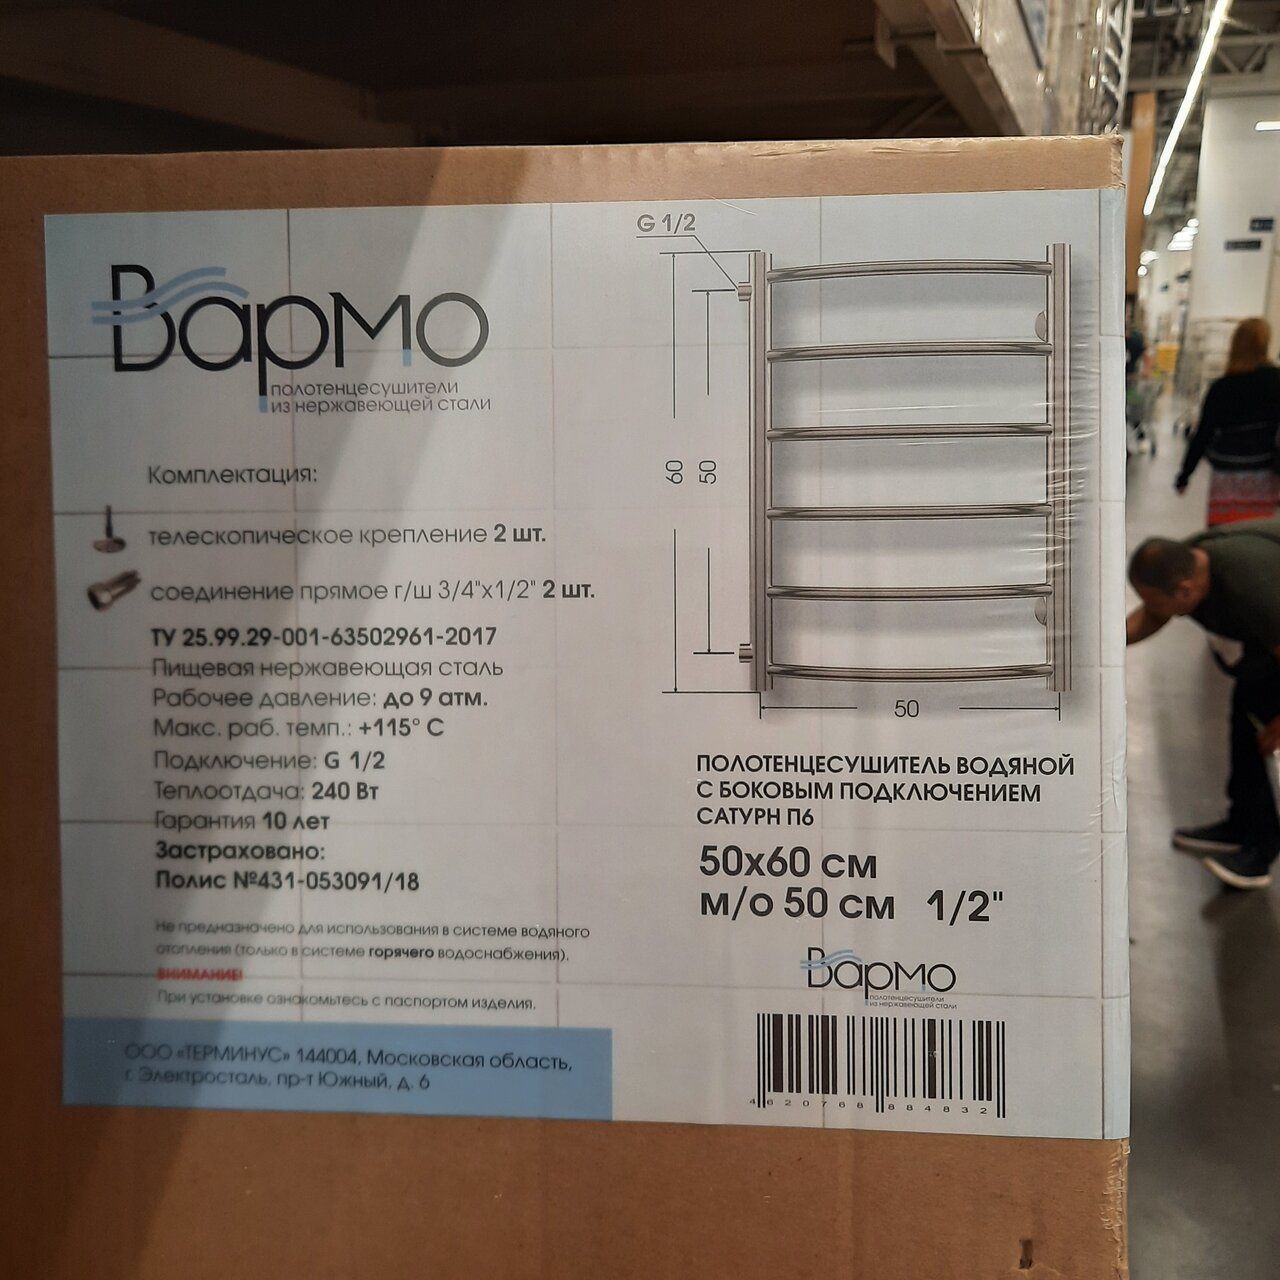 Вармо
полотенцесушители
из нержавеющей стали
Комплектация:
телескопическое крепление 2 шт.
соединение прямое г/ш 3/4"х1/2" 2 шт.
ТУ 25.99.29-001-63502961-2017
Пищевая нержавеющая сталь
Рабочее давление: до 9 атм.
Макс. раб. темп.: +115° С
Подключение: G 1/2
Теплоотдача: 240 Вт
Гарантия 10 лет
Застраховано:
Полис №431-053091/18
Не предназначено для использования в системе водяного
отопления (только в системе горячего водоснабжения).
ВНИМАНИЕ!
При установке ознакомьтесь с паспортом изделия.
ООО «ТЕРМИНУС» 144004, Московская область,
г. Электросталь, пр-т Южный, д. 6
G 1/2
60
50
50
ПОЛОТЕНЦЕСУШИТЕЛЬ ВОДЯНОЙ
С БОКОВЫМ ПОДКЛЮЧЕНИЕМ
САТУРН П6
50х60 см
м/о 50 см 1/2"
Вармо
полотенцесушители
из нержавеющей стали
4620768884832